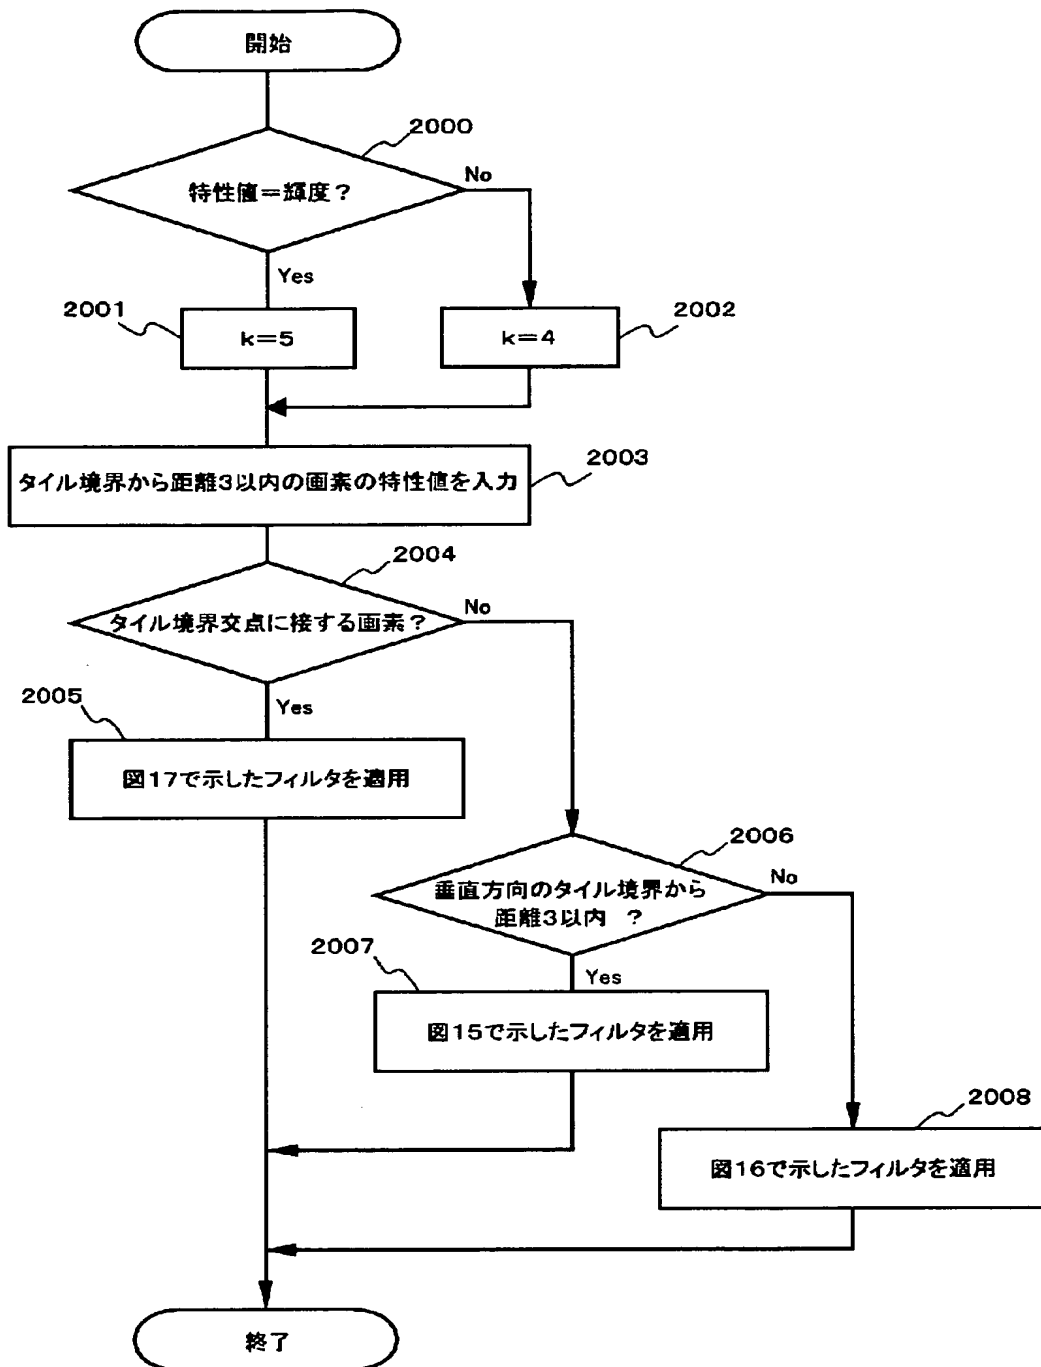 開始
2000
特性値=輝度?
No
Yes
2001
k=5
2002
k=4
2003
タイル境界から距離3以内の画素の特性値を入力
2004
タイル境界交点に接する画素?
No
Yes
2005
図17で示したフィルタを適用
2006
垂直方向のタイル境界から
距離3以内 ?
No
Yes
2007
図15で示したフィルタを適用
2008
図16で示したフィルタを適用
終了